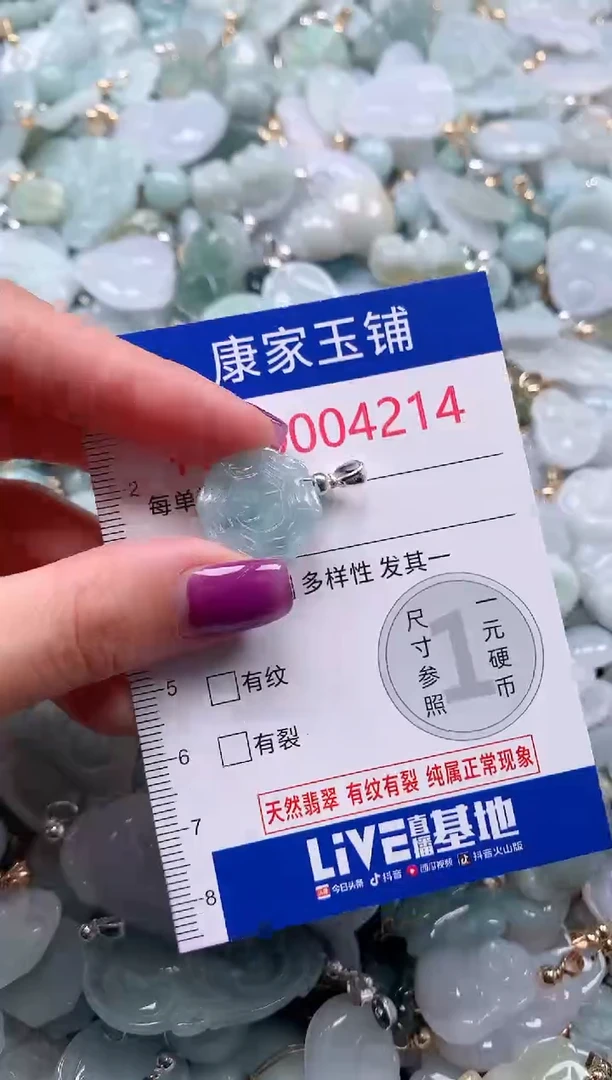 康家玉铺
004214
2 每单
多样性 发其一
一元硬币
1
尺寸参照
5 有纹
6 有裂
7
天然翡翠 有纹有裂 纯属正常现象
LiVE直播基地
8
今日头条 抖音 西瓜视频 抖音火山版